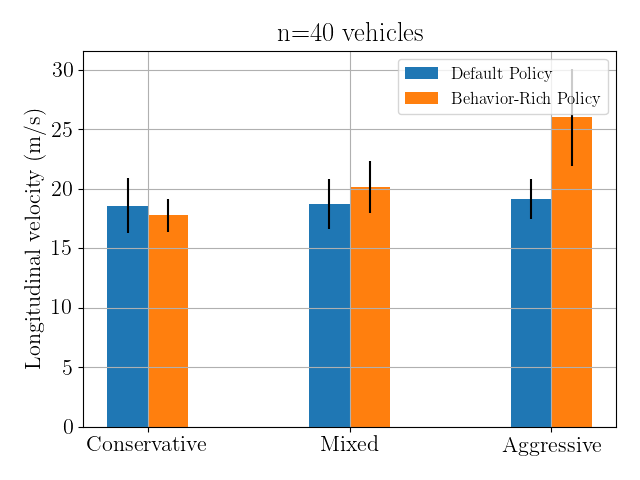 n=40 vehicles
Longitudinal velocity (m/s)
30
25
20
15
10
5
0
Default Policy
Behavior-Rich Policy
Conservative
Mixed
Aggressive